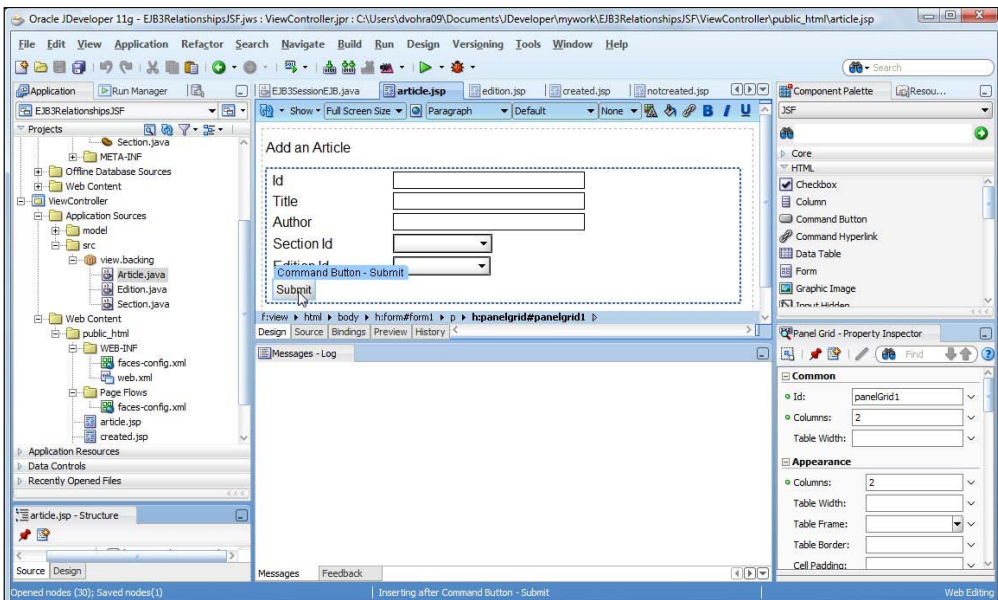 Oracle JDeveloper 11g - EJB3RelationshipsJSF.jws : ViewController.jpr : C:\Users\dvohra09\Documents\JDeveloper\mywork\EJB3RelationshipsJSF\ViewController\public_html\article.jsp
File Edit View Application Refactor Search Navigate Build Run Design Versioning Tools Window Help
Search
Application Run Manager
EJB3RelationshipsJSF
Projects
Section.java
META-INF
Offline Database Sources
Web Content
ViewController
Application Sources
model
src
view.backing
Article.java
Edition.java
Section.java
Web Content
public_html
WEB-INF
faces-config.xml
web.xml
Page Flows
faces-config.xml
article.jsp
created.jsp
Application Resources
Data Controls
Recently Opened Files
article.jsp - Structure
Source Design
EJB3SessionEJB.java article.jsp edition.jsp created.jsp notcreated.jsp
Show Full Screen Size Paragraph Default None B I U
Add an Article
Id
Title
Author
Section Id
Edition Id
Command Button - Submit
Submit
f:view html body h:form#form1 p h:panelgrid#panelgrid1
Design Source Bindings Preview History
Messages - Log
Messages Feedback
Component Palette Resou...
JSF
Core
HTML
Checkbox
Column
Command Button
Command Hyperlink
Data Table
Form
Graphic Image
Input Hidden
Panel Grid - Property Inspector
Find
Common
Id: panelGrid1
Columns: 2
Table Width:
Appearance
Columns: 2
Table Width:
Table Frame:
Table Border:
Cell Padding:
Opened nodes (30); Saved nodes(1) Inserting after Command Button - Submit Web Editing